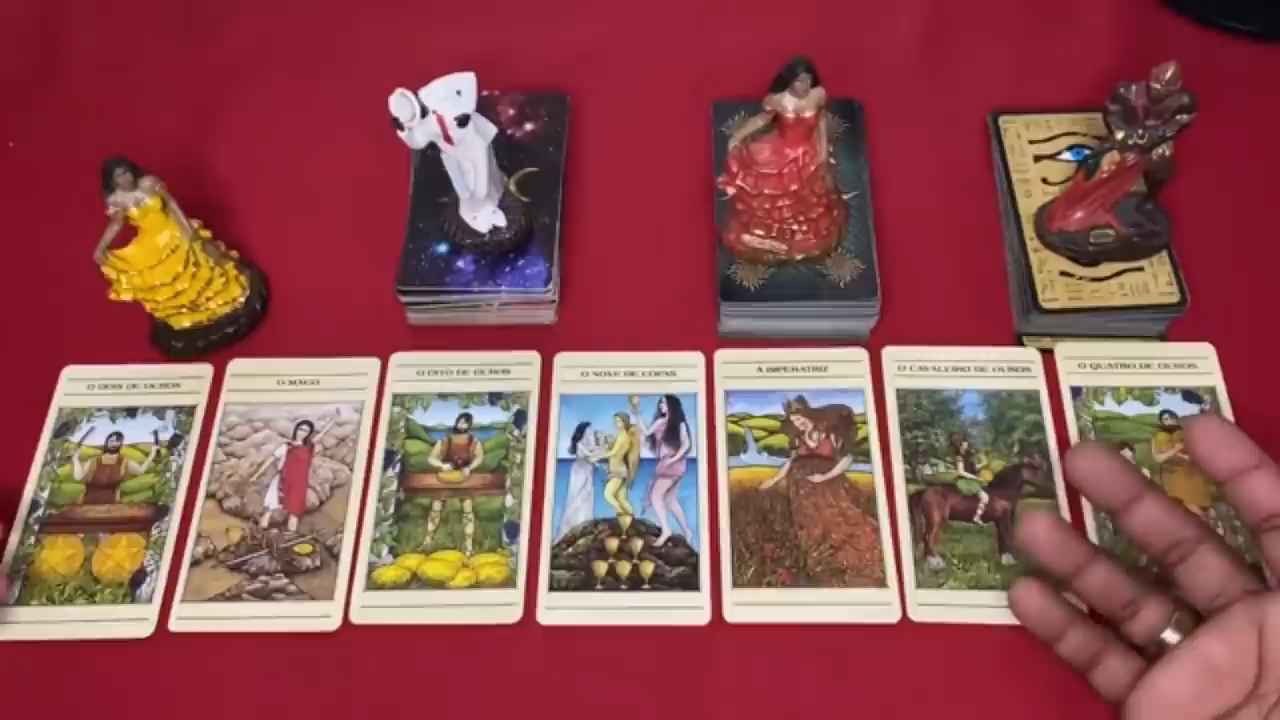 O DOIS DE OUROS
O MAGO
O OITO DE OUROS
O NOVE DE COPAS
A IMPERATRIZ
O CAVALEIRO DE OUROS
O QUATRO DE OUROS